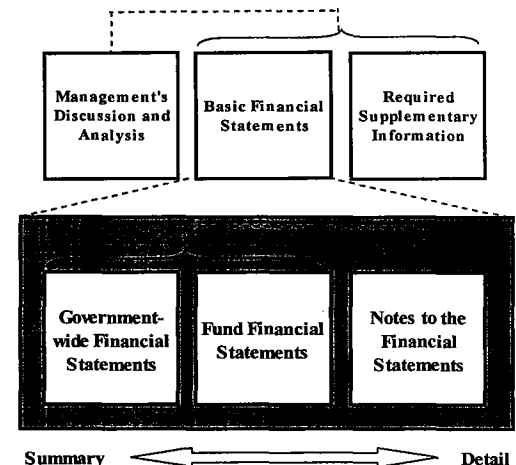 Management's
Discussion and
Analysis
Basic Financial
Statements
Required
Supplementary
Information
Government-
wide Financial
Statements
Fund Financial
Statements
Notes to the
Financial
Statements
Summary
Detail